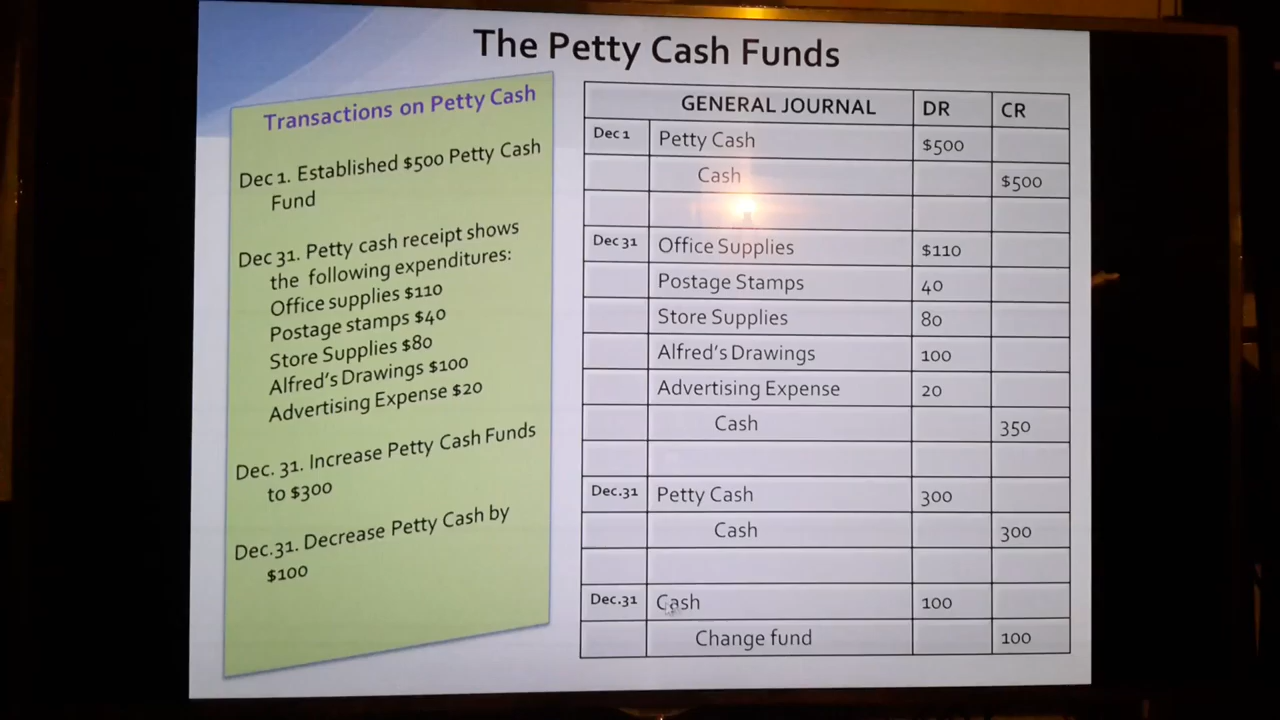 The Petty Cash Funds
Transactions on Petty Cash
Dec 1. Established $500 Petty Cash
Fund
Dec 31. Petty cash receipt shows
the following expenditures:
Office supplies $110
Postage stamps $40
Store Supplies $80
Alfred's Drawings $100
Advertising Expense $20
Dec. 31. Increase Petty Cash Funds
to $300
Dec.31. Decrease Petty Cash by
$100
GENERAL JOURNAL DR CR
Dec 1 Petty Cash $500
Cash $500
Dec 31 Office Supplies $110
Postage Stamps 40
Store Supplies 80
Alfred's Drawings 100
Advertising Expense 20
Cash 350
Dec.31 Petty Cash 300
Cash 300
Dec.31 Cash 100
Change fund 100